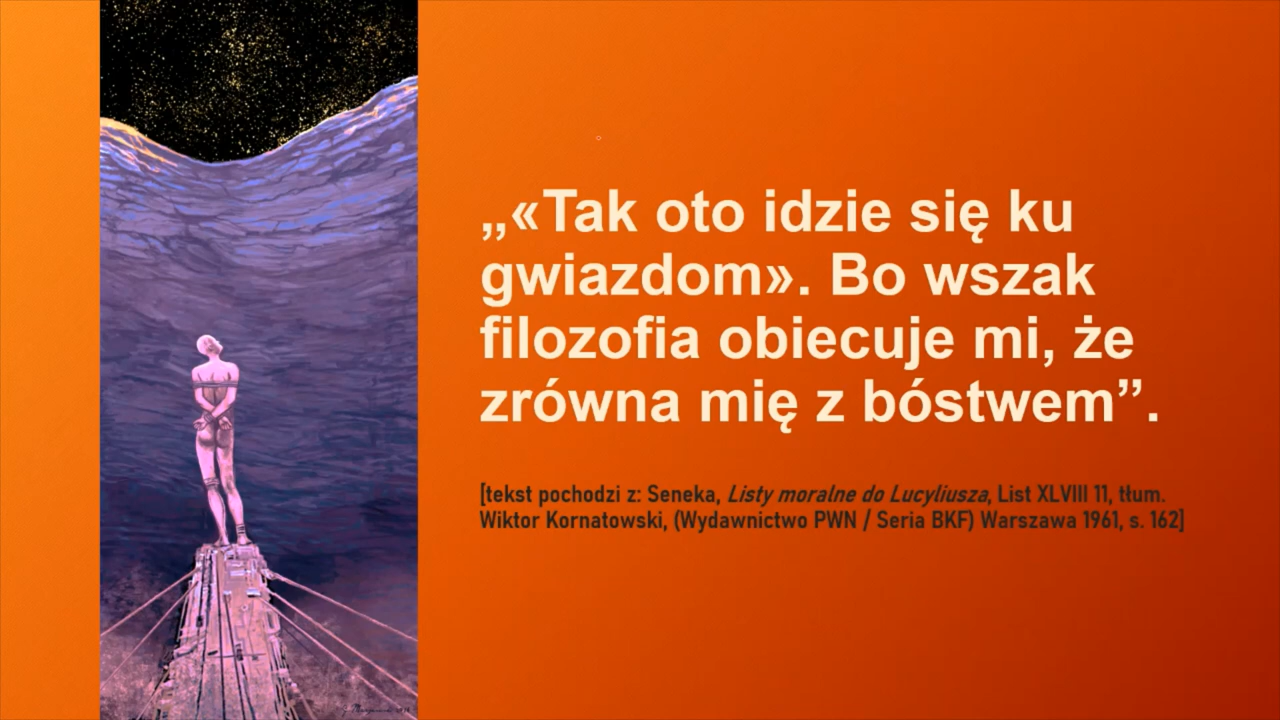 „«Tak oto idzie się ku
gwiazdom». Bo wszak
filozofia obiecuje mi, że
zrówna mię z bóstwem”.
[tekst pochodzi z: Seneka, Listy moralne do Lucyliusza, List XLVIII 11, tłum.
Wiktor Kornatowski, (Wydawnictwo PWN / Seria BKF) Warszawa 1961, s. 162]